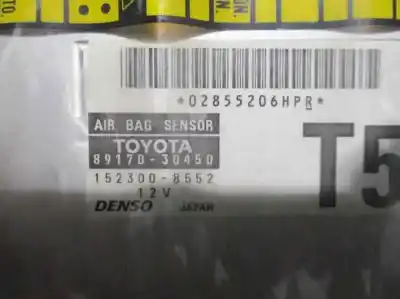 *02855206HPR*
AIR BAG SENSOR
TOYOTA
89170-30450
152300-8552
12V
DENSO JAPAN
T5